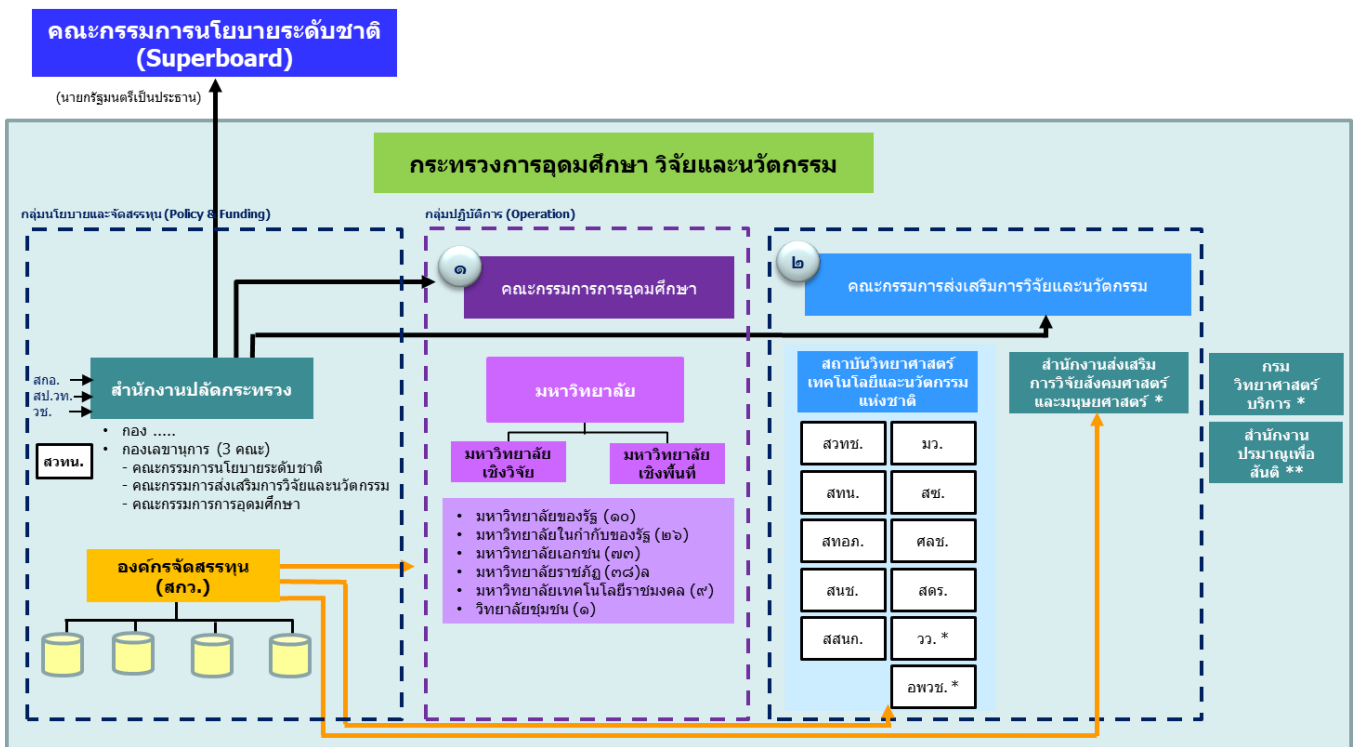 คณะกรรมการนโยบายระดับชาติ
(Superboard)
(นายกรัฐมนตรีเป็นประธาน)
กระทรวงการอุดมศึกษา วิจัยและนวัตกรรม
กลุ่มนโยบายและจัดสรรทุน (Policy & Funding)
สกอ.
สป.วท.
วช.
สำนักงานปลัดกระทรวง
สวทน.
• กอง .....
• กองเลขานุการ (3 คณะ)
- คณะกรรมการนโยบายระดับชาติ
- คณะกรรมการส่งเสริมการวิจัยและนวัตกรรม
- คณะกรรมการการอุดมศึกษา
องค์กรจัดสรรทุน
(สกว.)
กลุ่มปฏิบัติการ (Operation)
๑
คณะกรรมการการอุดมศึกษา
มหาวิทยาลัย
มหาวิทยาลัย
เชิงวิจัย
มหาวิทยาลัย
เชิงพื้นที่
• มหาวิทยาลัยของรัฐ (๑๐)
• มหาวิทยาลัยในกำกับของรัฐ (๒๖)
• มหาวิทยาลัยเอกชน (๗๓)
• มหาวิทยาลัยราชภัฏ (๓๘)ล
• มหาวิทยาลัยเทคโนโลยีราชมงคล (๙)
• วิทยาลัยชุมชน (๑)
๒
คณะกรรมการส่งเสริมการวิจัยและนวัตกรรม
สถาบันวิทยาศาสตร์
เทคโนโลยีและนวัตกรรม
แห่งชาติ
สวทช.
มว.
สทน.
สซ.
สทอภ.
ศลช.
สนช.
สดร.
สสนก.
วว. *
อพวช. *
สำนักงานส่งเสริม
การวิจัยสังคมศาสตร์
และมนุษยศาสตร์ *
กรม
วิทยาศาสตร์
บริการ *
สำนักงาน
ปรมาณูเพื่อ
สันติ **